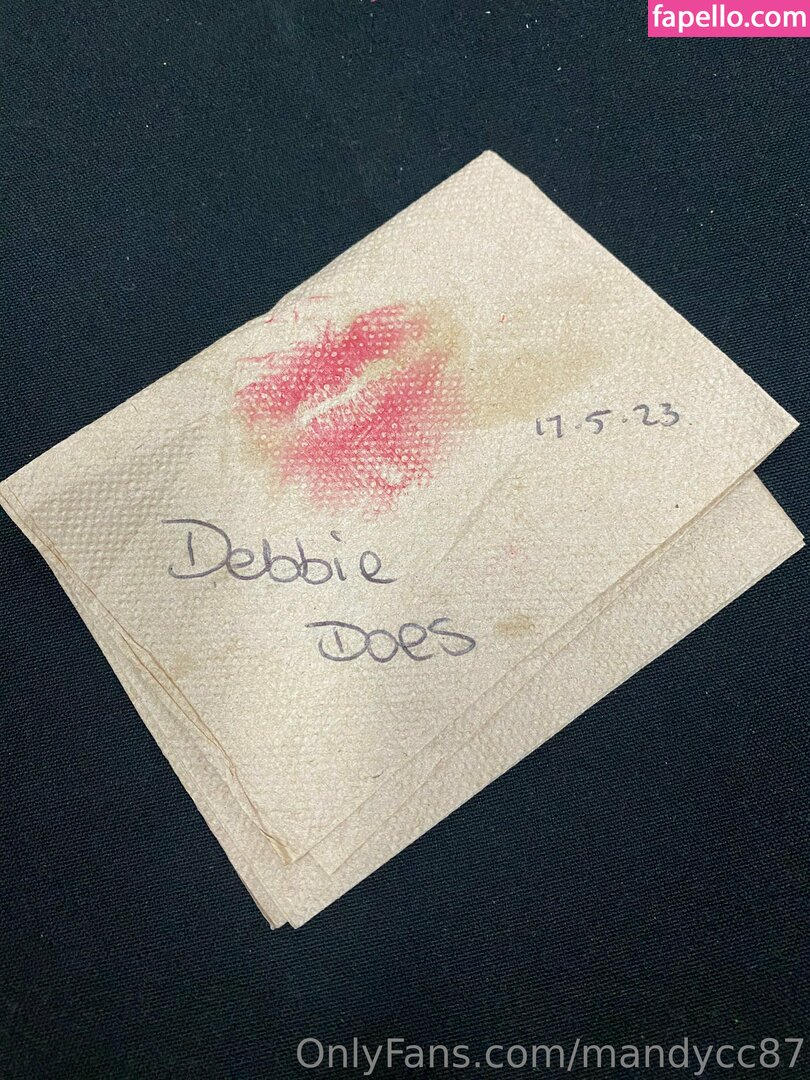 fapello.com
17.5.23
Debbie
Does
OnlyFans.com/mandycc87